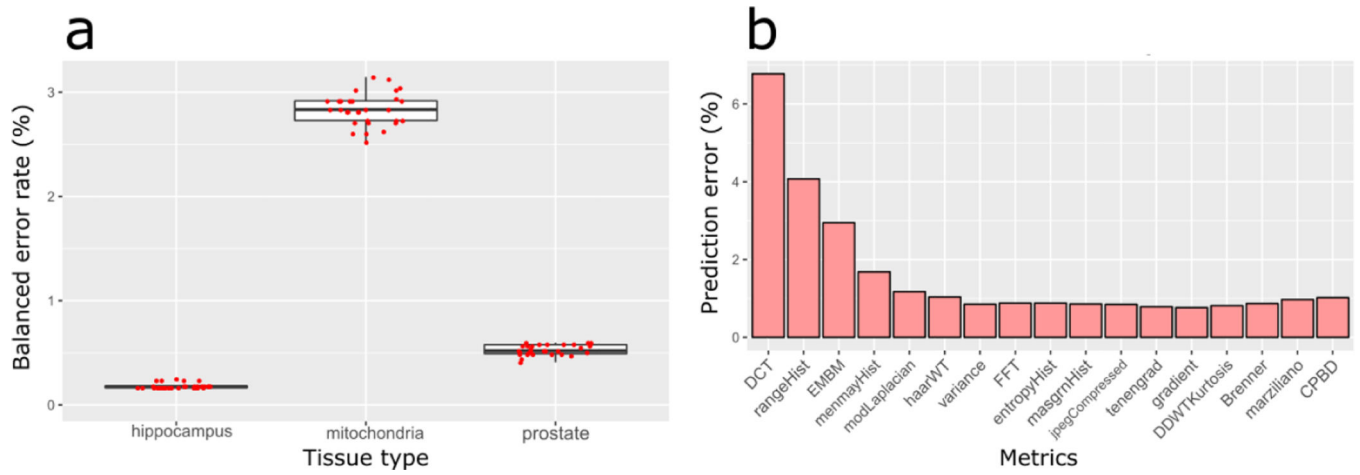 a
b
Balanced error rate (%)
3
2
1
0
hippocampus
mitochondria
prostate
Tissue type
Prediction error (%)
6
4
2
0
DCT
rangeHist
EMBM
menmayHist
modLaplacian
haarWT
variance
FFT
entropyHist
masgrnHist
jpegCompressed
tenengrad
gradient
DDWTKurtosis
Brenner
marziliano
CPBD
Metrics